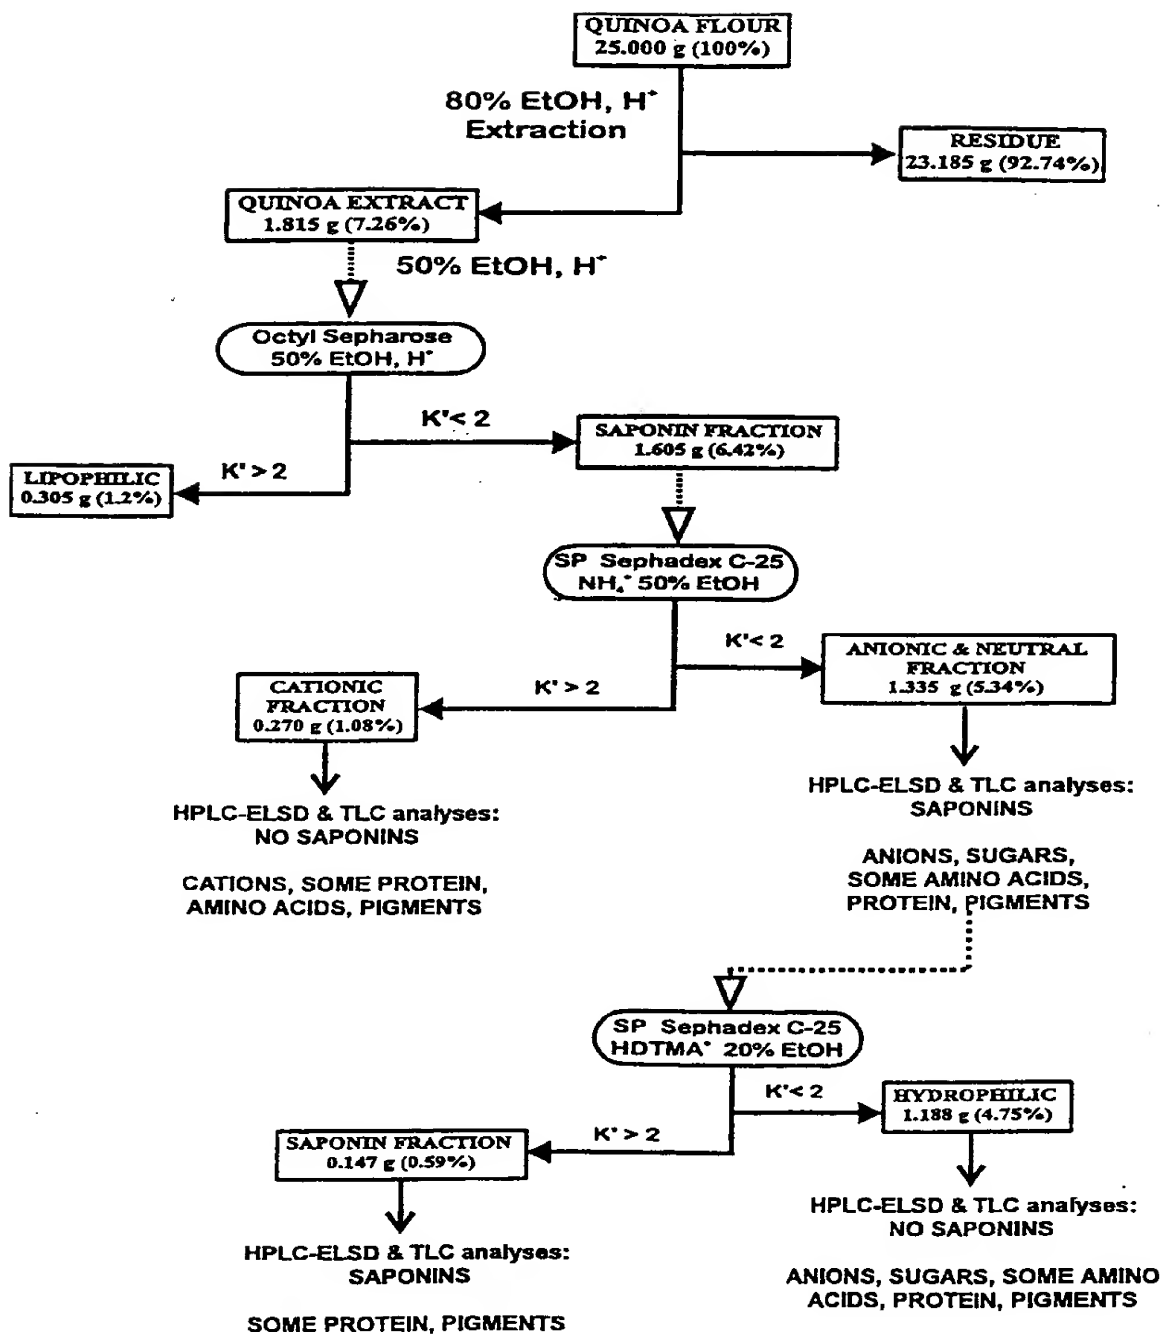 QUINOA FLOUR
25.000 g (100%)
80% EtOH, H⁺
Extraction
RESIDUE
23.185 g (92.74%)
QUINOA EXTRACT
1.815 g (7.26%)
50% EtOH, H⁺
Octyl Sepharose
50% EtOH, H⁺
K'< 2
SAPONIN FRACTION
1.605 g (6.42%)
K' > 2
LIPOPHILIC
0.305 g (1.2%)
SP Sephadex C-25
NH₄⁺ 50% EtOH
K'< 2
ANIONIC & NEUTRAL
FRACTION
1.335 g (5.34%)
K' > 2
CATIONIC
FRACTION
0.270 g (1.08%)
HPLC-ELSD & TLC analyses:
NO SAPONINS
CATIONS, SOME PROTEIN,
AMINO ACIDS, PIGMENTS
HPLC-ELSD & TLC analyses:
SAPONINS
ANIONS, SUGARS,
SOME AMINO ACIDS,
PROTEIN, PIGMENTS
SP Sephadex C-25
HDTMA⁺ 20% EtOH
K'< 2
HYDROPHILIC
1.188 g (4.75%)
K' > 2
SAPONIN FRACTION
0.147 g (0.59%)
HPLC-ELSD & TLC analyses:
SAPONINS
SOME PROTEIN, PIGMENTS
HPLC-ELSD & TLC analyses:
NO SAPONINS
ANIONS, SUGARS, SOME AMINO
ACIDS, PROTEIN, PIGMENTS